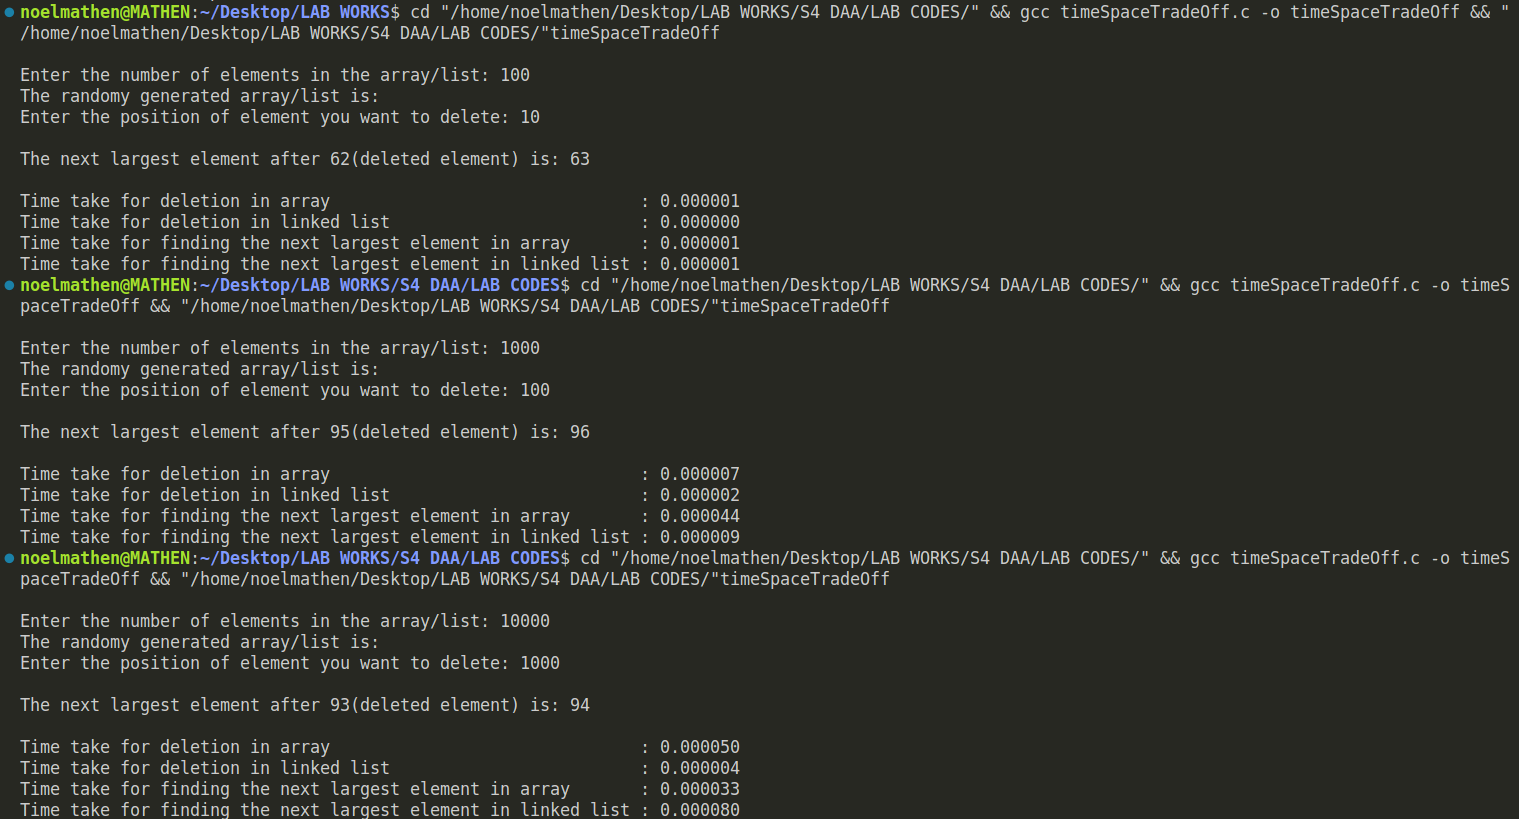 noelmathen@MATHEN:~/Desktop/LAB WORKS$ cd "/home/noelmathen/Desktop/LAB WORKS/S4 DAA/LAB CODES/" && gcc timeSpaceTradeOff.c -o timeSpaceTradeOff && "
/home/noelmathen/Desktop/LAB WORKS/S4 DAA/LAB CODES/"timeSpaceTradeOff
Enter the number of elements in the array/list: 100
The randomy generated array/list is:
Enter the position of element you want to delete: 10
The next largest element after 62(deleted element) is: 63
Time take for deletion in array : 0.000001
Time take for deletion in linked list : 0.000000
Time take for finding the next largest element in array : 0.000001
Time take for finding the next largest element in linked list : 0.000001
noelmathen@MATHEN:~/Desktop/LAB WORKS/S4 DAA/LAB CODES$ cd "/home/noelmathen/Desktop/LAB WORKS/S4 DAA/LAB CODES/" && gcc timeSpaceTradeOff.c -o timeS
paceTradeOff && "/home/noelmathen/Desktop/LAB WORKS/S4 DAA/LAB CODES/"timeSpaceTradeOff
Enter the number of elements in the array/list: 1000
The randomy generated array/list is:
Enter the position of element you want to delete: 100
The next largest element after 95(deleted element) is: 96
Time take for deletion in array : 0.000007
Time take for deletion in linked list : 0.000002
Time take for finding the next largest element in array : 0.000044
Time take for finding the next largest element in linked list : 0.000009
noelmathen@MATHEN:~/Desktop/LAB WORKS/S4 DAA/LAB CODES$ cd "/home/noelmathen/Desktop/LAB WORKS/S4 DAA/LAB CODES/" && gcc timeSpaceTradeOff.c -o timeS
paceTradeOff && "/home/noelmathen/Desktop/LAB WORKS/S4 DAA/LAB CODES/"timeSpaceTradeOff
Enter the number of elements in the array/list: 10000
The randomy generated array/list is:
Enter the position of element you want to delete: 1000
The next largest element after 93(deleted element) is: 94
Time take for deletion in array : 0.000050
Time take for deletion in linked list : 0.000004
Time take for finding the next largest element in array : 0.000033
Time take for finding the next largest element in linked list : 0.000080